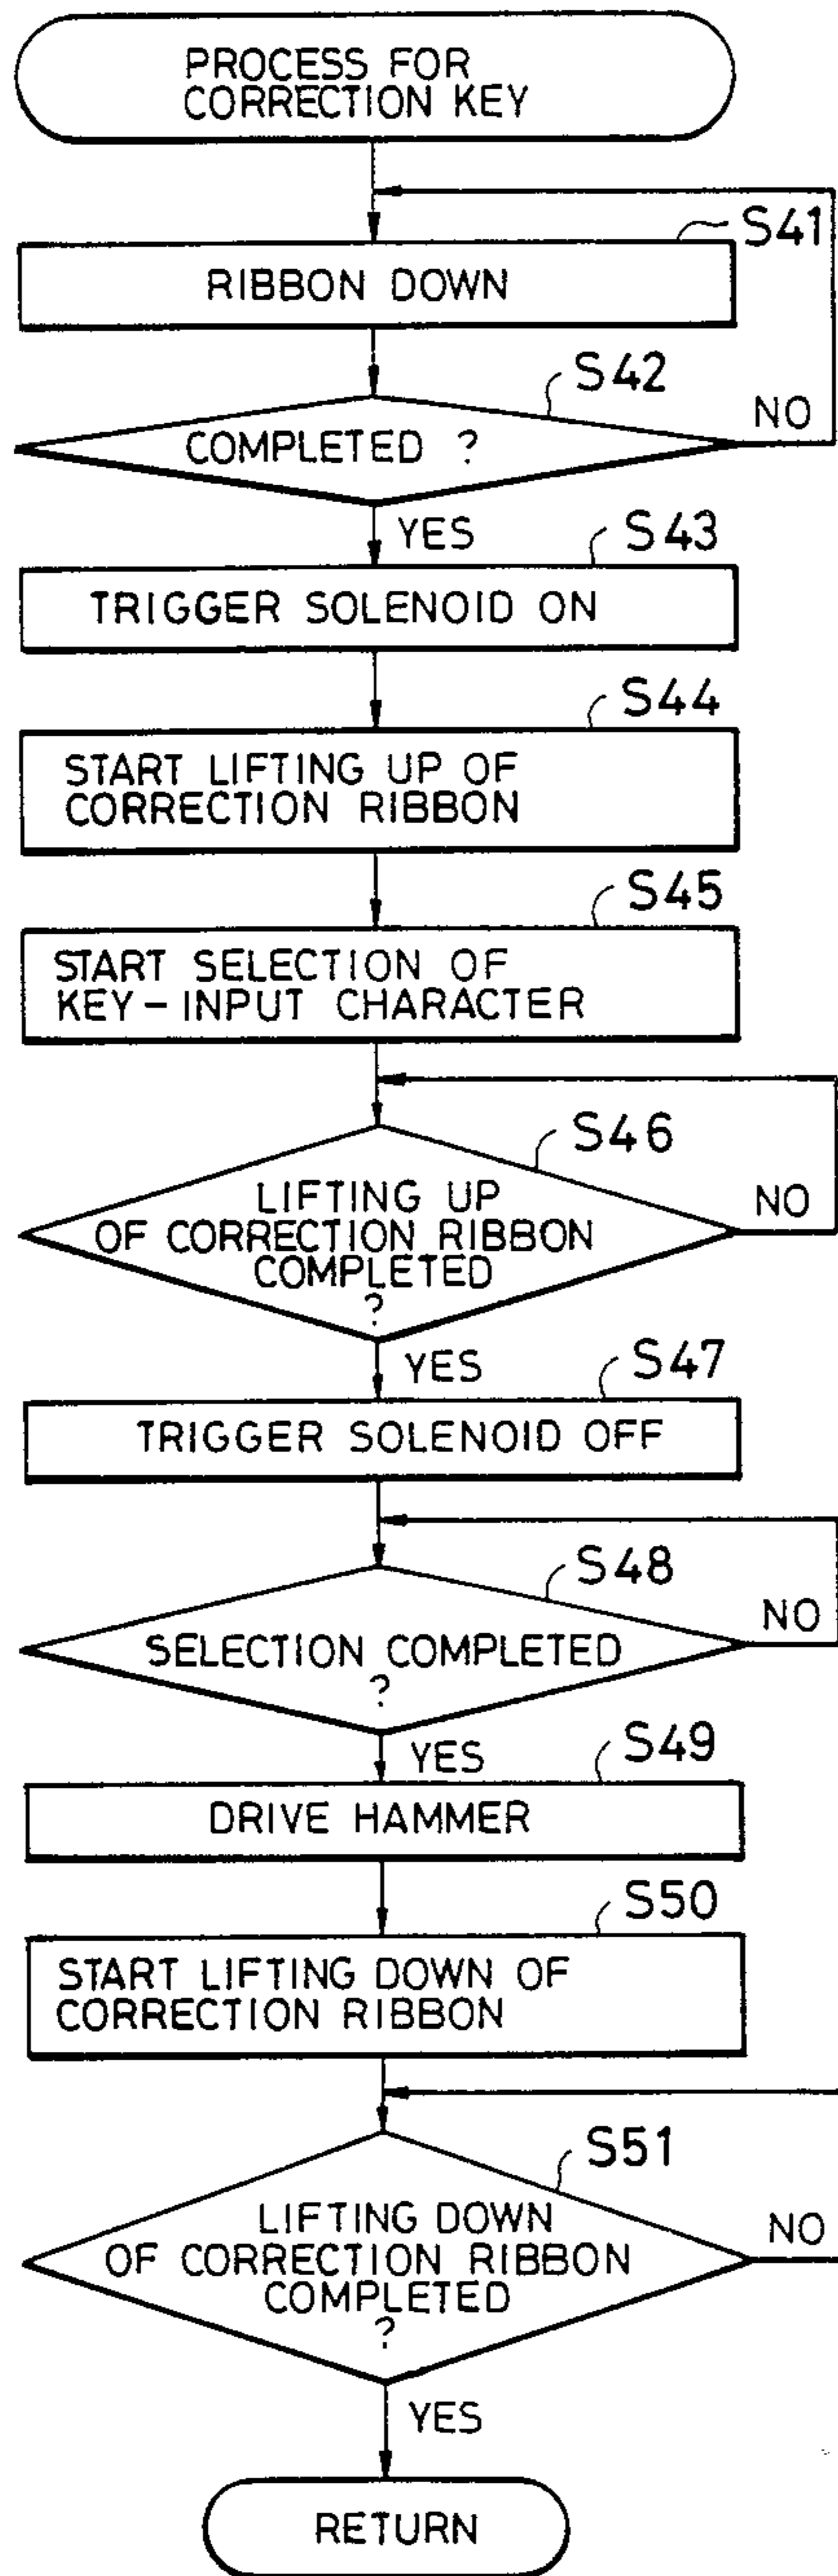 PROCESS FOR
CORRECTION KEY
S41
RIBBON DOWN
S42
COMPLETED ?
NO
YES
S43
TRIGGER SOLENOID ON
S44
START LIFTING UP OF
CORRECTION RIBBON
S45
START SELECTION OF
KEY-INPUT CHARACTER
S46
LIFTING UP
OF CORRECTION RIBBON
COMPLETED
?
NO
YES
S47
TRIGGER SOLENOID OFF
S48
SELECTION COMPLETED
?
NO
YES
S49
DRIVE HAMMER
S50
START LIFTING DOWN OF
CORRECTION RIBBON
S51
LIFTING DOWN
OF CORRECTION RIBBON
COMPLETED
?
NO
YES
RETURN